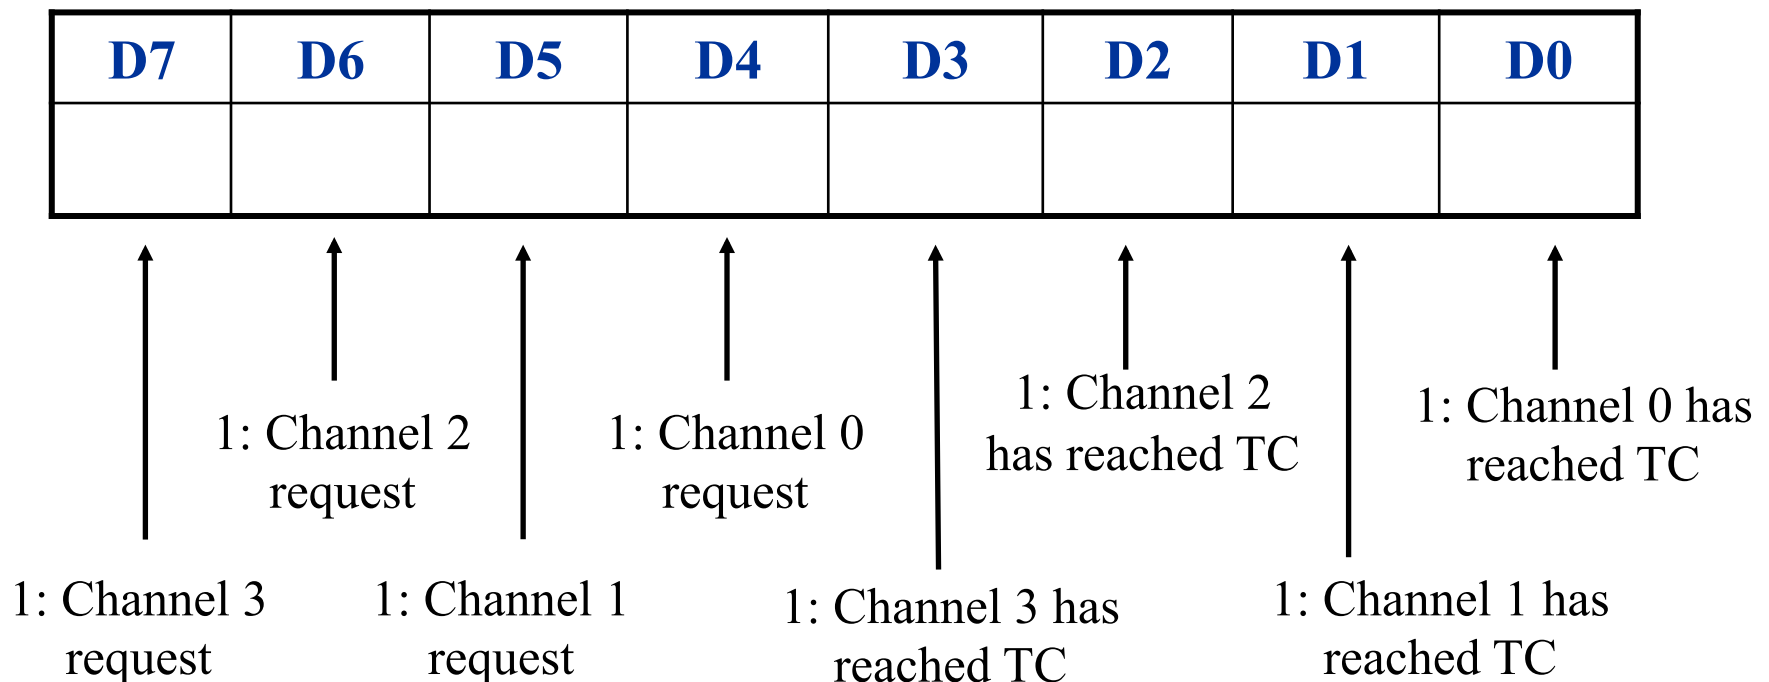 D7 D6 D5 D4 D3 D2 D1 D0
1: Channel 3
request
1: Channel 2
request
1: Channel 1
request
1: Channel 0
request
1: Channel 3 has
reached TC
1: Channel 2
has reached TC
1: Channel 1 has
reached TC
1: Channel 0 has
reached TC